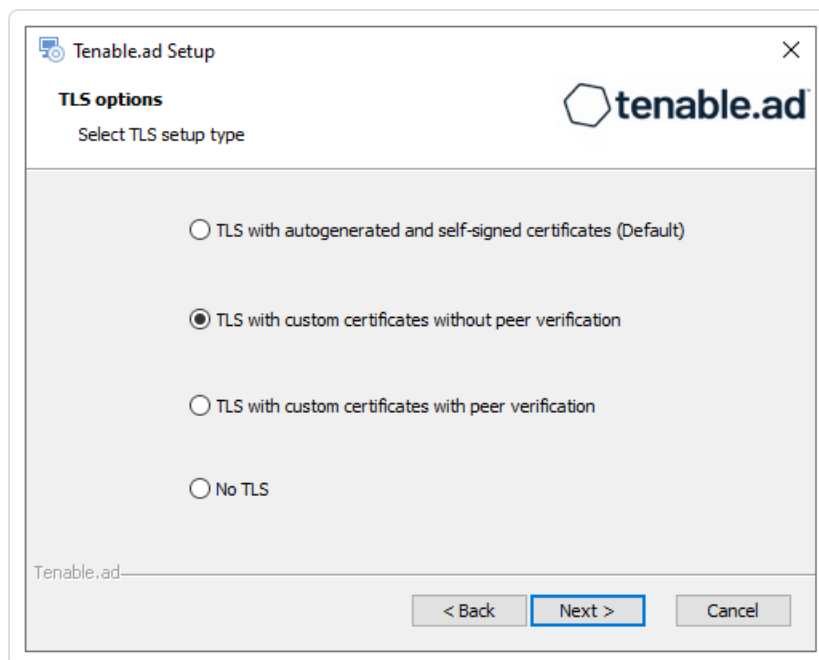 Tenable.ad Setup
TLS options
Select TLS setup type
tenable.ad
TLS with autogenerated and self-signed certificates (Default)
TLS with custom certificates without peer verification
TLS with custom certificates with peer verification
No TLS
Tenable.ad
< Back Next > Cancel